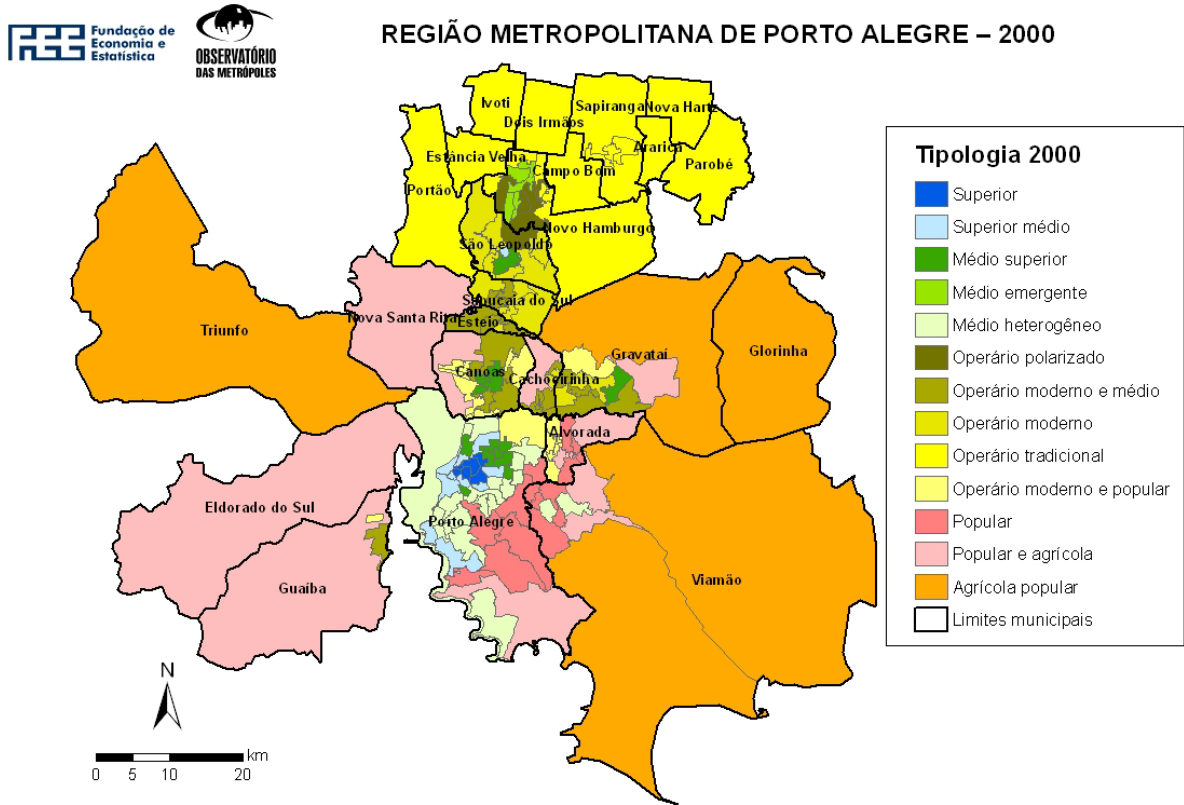 FEE
Fundação de
Economia e
Estatística
OBSERVATÓRIO
DAS METRÓPOLES
REGIÃO METROPOLITANA DE PORTO ALEGRE – 2000
Ivoti
Dois Irmãos
Sapiranga
Nova Hartz
Estância Velha
Campo Bom
Araricá
Parobé
Portão
São Leopoldo
Novo Hamburgo
Sapucaia do Sul
Nova Santa Rita
Esteio
Triunfo
Canoas
Cachoeirinha
Gravataí
Glorinha
Alvorada
Eldorado do Sul
Porto Alegre
Guaíba
Viamão
Tipologia 2000
Superior
Superior médio
Médio superior
Médio emergente
Médio heterogêneo
Operário polarizado
Operário moderno e médio
Operário moderno
Operário tradicional
Operário moderno e popular
Popular
Popular e agrícola
Agrícola popular
Limites municipais
N
km
0 5 10 20